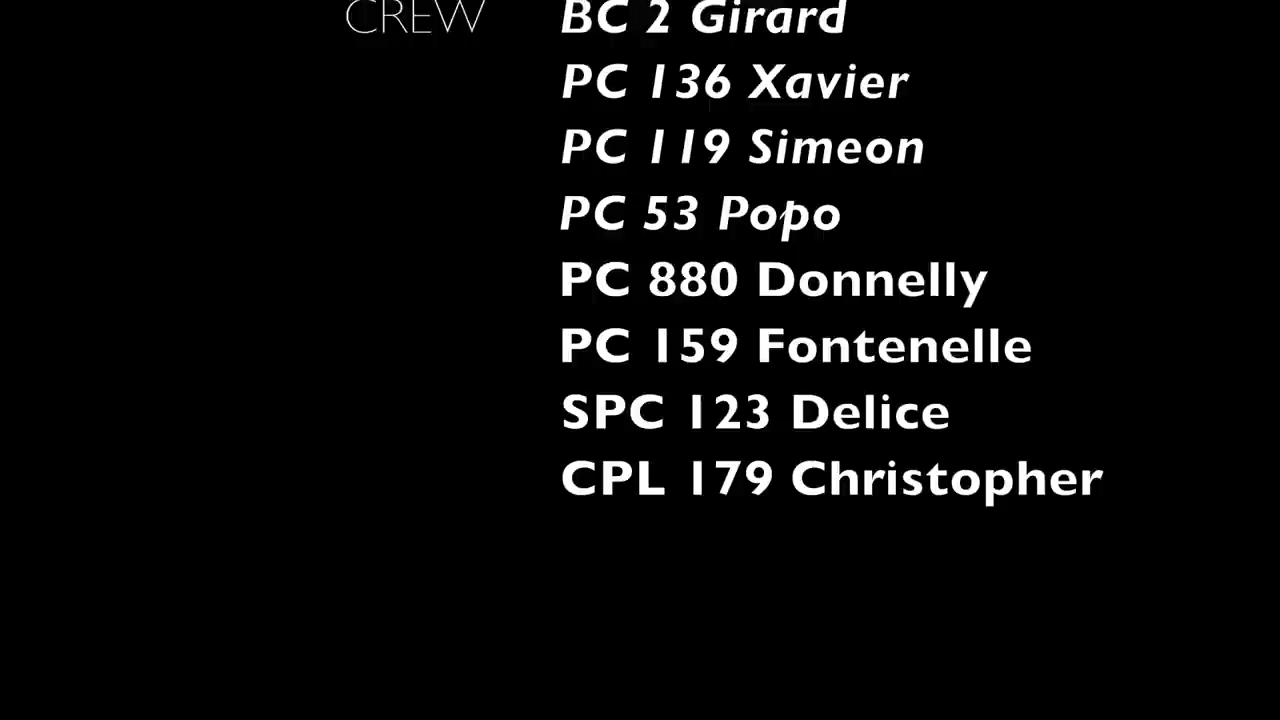 CREW BC 2 Girard
PC 136 Xavier
PC 119 Simeon
PC 53 Popo
PC 880 Donnelly
PC 159 Fontenelle
SPC 123 Delice
CPL 179 Christopher